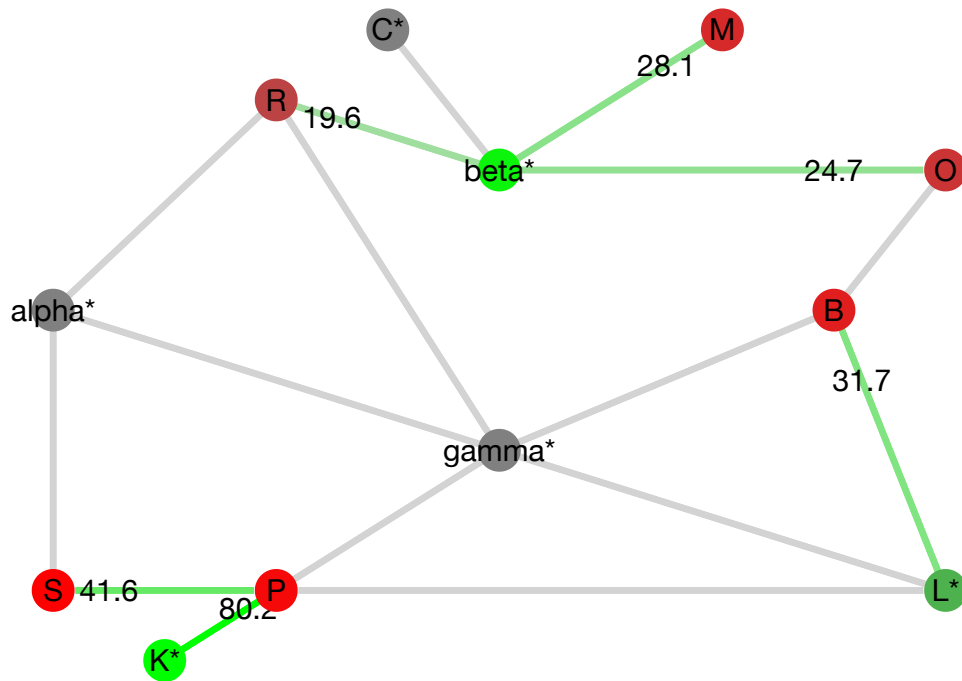 C*
M
28.1
R
19.6
beta*
24.7
O
alpha*
B
31.7
gamma*
S
41.6
P
80.2
L*
K*